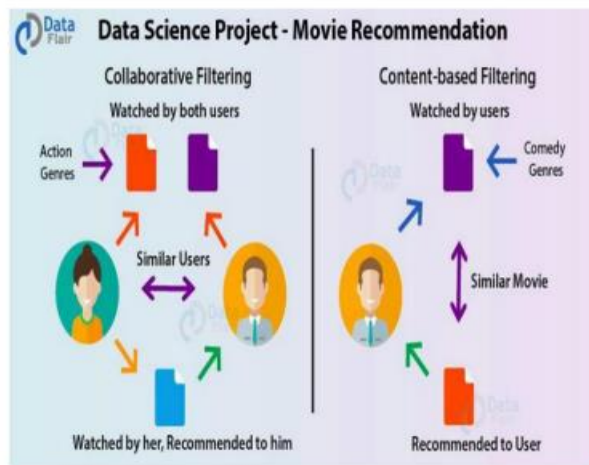 Data Flair
Data Science Project - Movie Recommendation
Collaborative Filtering
Watched by both users
Action
Genres
Similar Users
Watched by her, Recommended to him
Content-based Filtering
Watched by users
Comedy
Genres
Similar Movie
Recommended to User